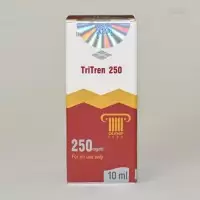 TriTren 250
250mg/ml
For im use only
10 ml